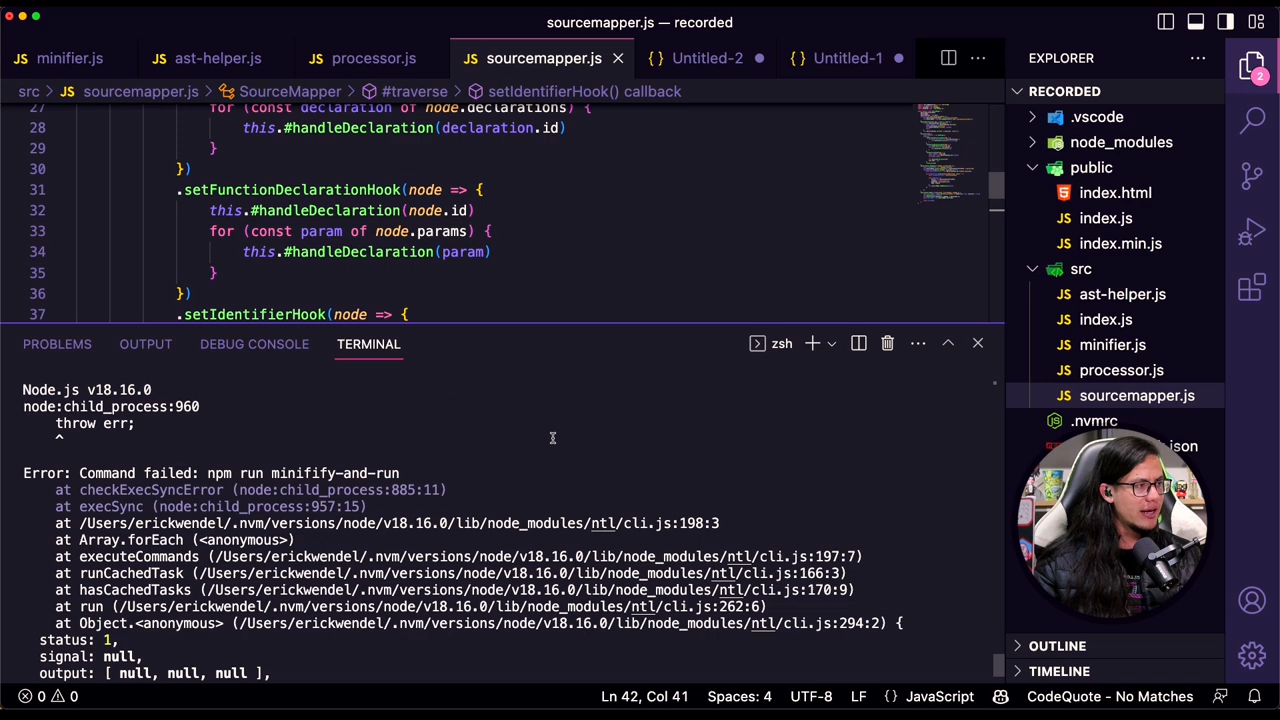 sourcemapper.js — recorded
JS minifier.js
JS ast-helper.js
JS processor.js
JS sourcemapper.js
{} Untitled-2
{} Untitled-1
src > JS sourcemapper.js > SourceMapper > #traverse > setIdentifierHook() callback
27 for (const declaration of node.declarations) {
28 this.#handleDeclaration(declaration.id)
29 }
30 })
31 .setFunctionDeclarationHook(node => {
32 this.#handleDeclaration(node.id)
33 for (const param of node.params) {
34 this.#handleDeclaration(param)
35 }
36 })
37 .setIdentifierHook(node => {
PROBLEMS OUTPUT DEBUG CONSOLE TERMINAL
zsh
Node.js v18.16.0
node:child_process:960
throw err;
^
Error: Command failed: npm run minifify-and-run
at checkExecSyncError (node:child_process:885:11)
at execSync (node:child_process:957:15)
at /Users/erickwendel/.nvm/versions/node/v18.16.0/lib/node_modules/ntl/cli.js:198:3
at Array.forEach (<anonymous>)
at executeCommands (/Users/erickwendel/.nvm/versions/node/v18.16.0/lib/node_modules/ntl/cli.js:197:7)
at runCachedTask (/Users/erickwendel/.nvm/versions/node/v18.16.0/lib/node_modules/ntl/cli.js:166:3)
at hasCachedTasks (/Users/erickwendel/.nvm/versions/node/v18.16.0/lib/node_modules/ntl/cli.js:170:9)
at run (/Users/erickwendel/.nvm/versions/node/v18.16.0/lib/node_modules/ntl/cli.js:262:6)
at Object.<anonymous> (/Users/erickwendel/.nvm/versions/node/v18.16.0/lib/node_modules/ntl/cli.js:294:2) {
status: 1,
signal: null,
output: [ null, null, null ],
EXPLORER
RECORDED
.vscode
node_modules
public
index.html
JS index.js
JS index.min.js
src
JS ast-helper.js
JS index.js
JS minifier.js
JS processor.js
JS sourcemapper.js
.nvmrc
json
OUTLINE
TIMELINE
2
0 0
Ln 42, Col 41
Spaces: 4
UTF-8
LF
{} JavaScript
CodeQuote - No Matches